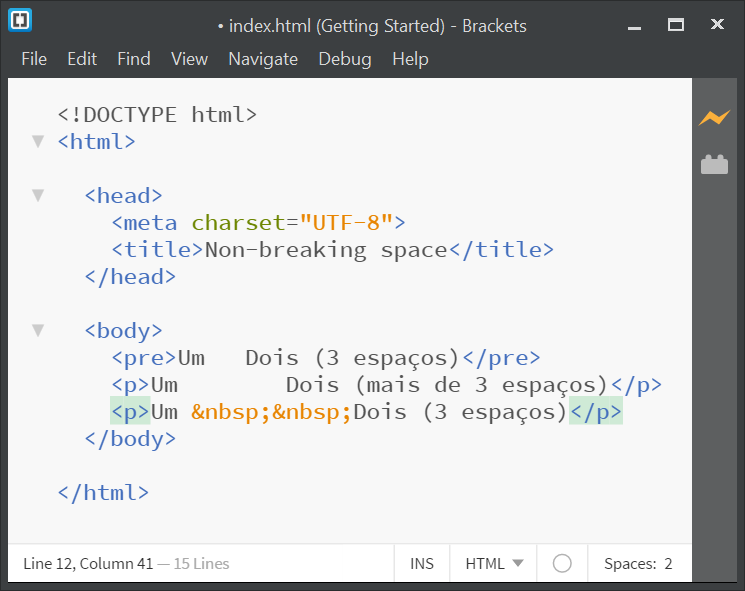 • index.html (Getting Started) - Brackets
File Edit Find View Navigate Debug Help
<!DOCTYPE html>
<html>
<head>
<meta charset="UTF-8">
<title>Non-breaking space</title>
</head>
<body>
<pre>Um   Dois (3 espaços)</pre>
<p>Um        Dois (mais de 3 espaços)</p>
<p>Um &nbsp;&nbsp;Dois (3 espaços)</p>
</body>
</html>
Line 12, Column 41 — 15 Lines INS HTML Spaces: 2